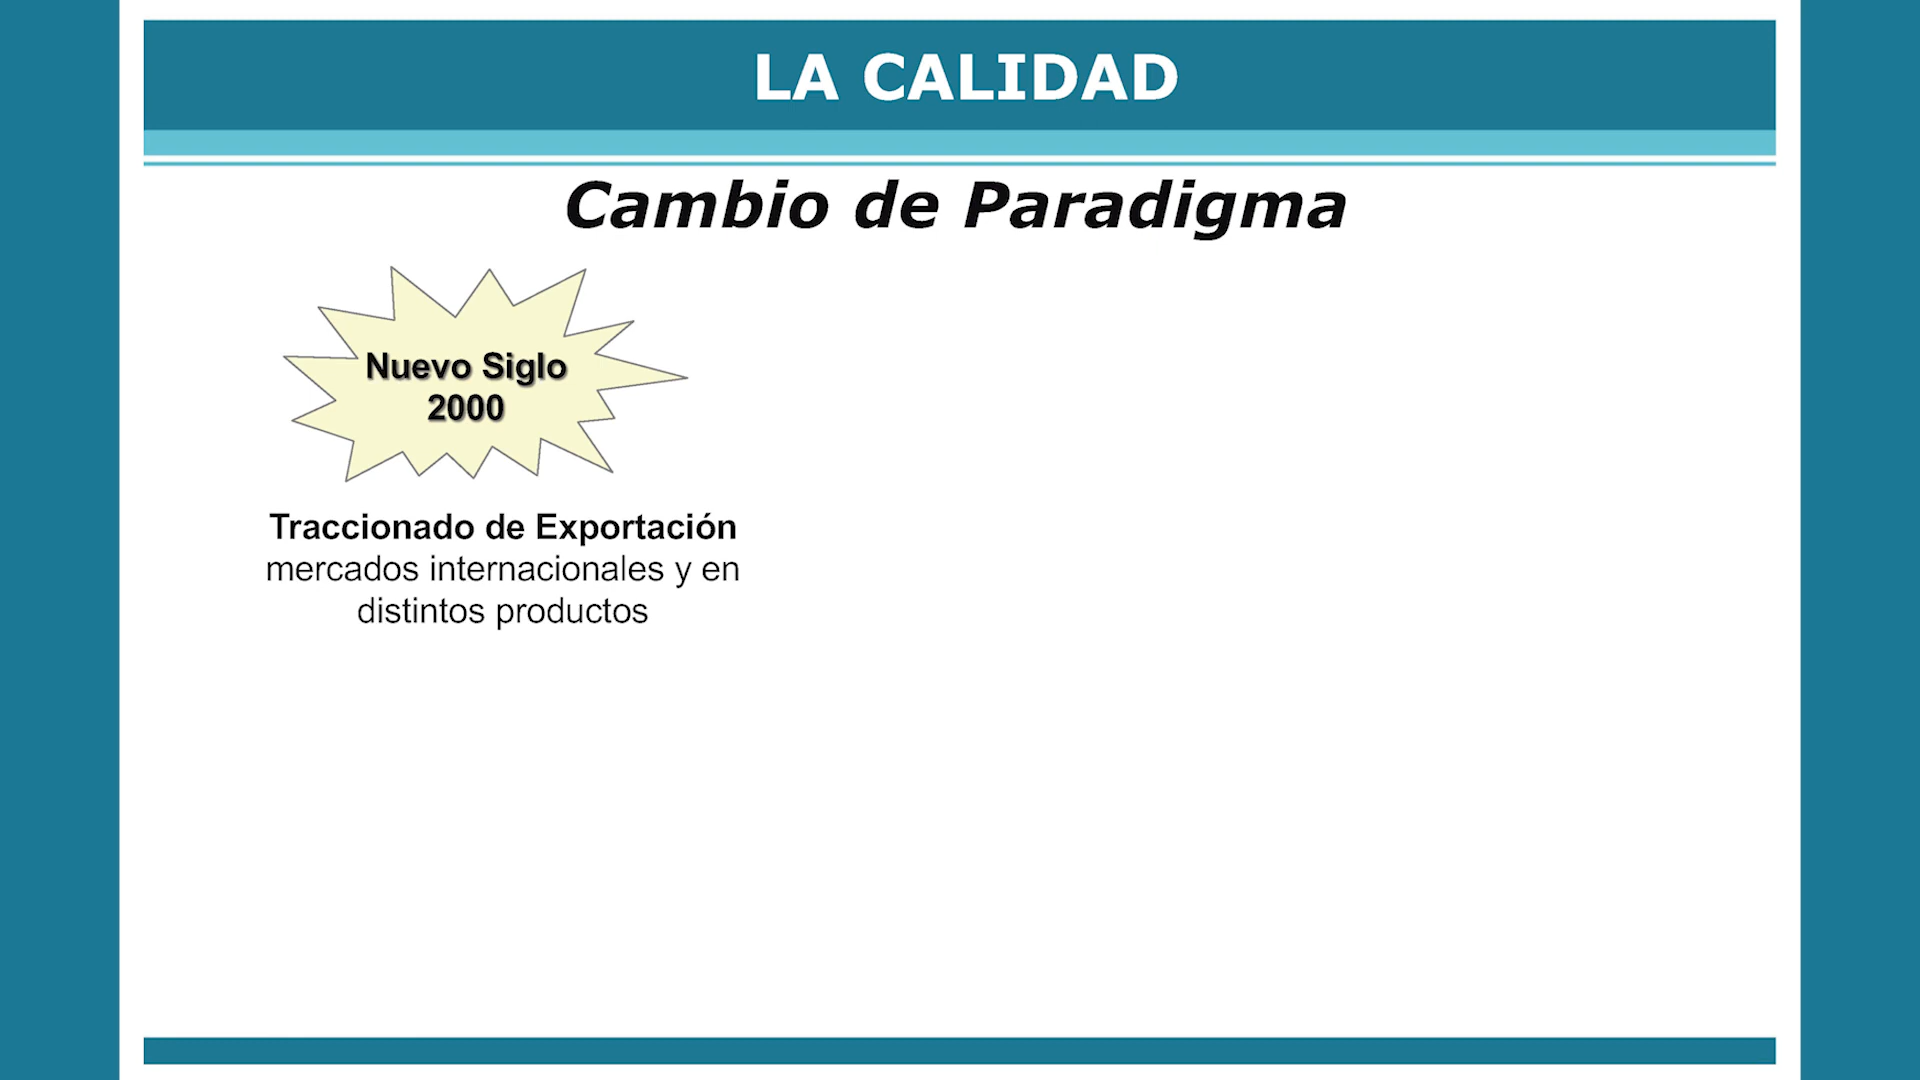 LA CALIDAD
Cambio de Paradigma
Nuevo Siglo
2000
Traccionado de Exportación
mercados internacionales y en
distintos productos